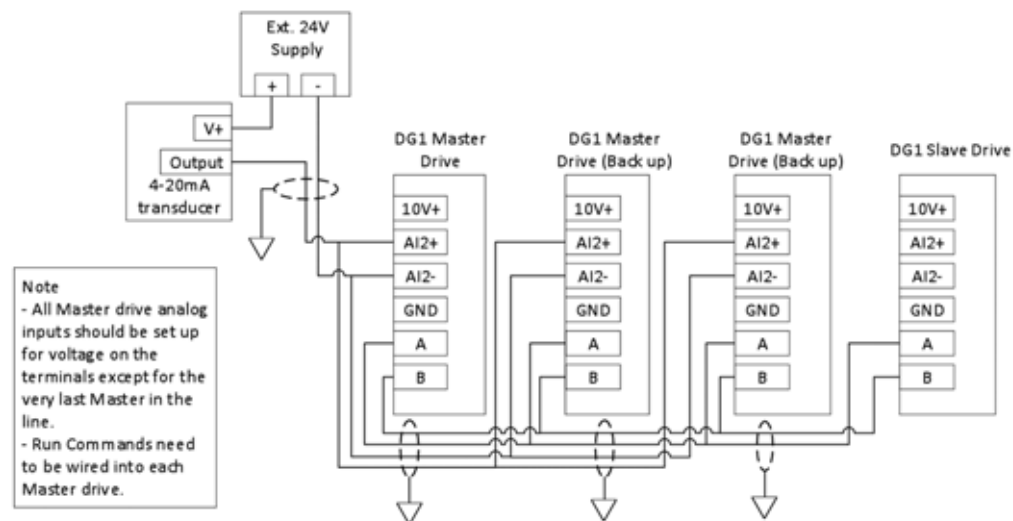 Ext. 24V
Supply
+ -
V+
Output
4-20mA
transducer
DG1 Master
Drive
10V+
AI2+
AI2-
GND
A
B
DG1 Master
Drive (Back up)
10V+
AI2+
AI2-
GND
A
B
DG1 Master
Drive (Back up)
10V+
AI2+
AI2-
GND
A
B
DG1 Slave Drive
10V+
AI2+
AI2-
GND
A
B
Note
- All Master drive analog
inputs should be set up
for voltage on the
terminals except for the
very last Master in the
line.
- Run Commands need
to be wired into each
Master drive.